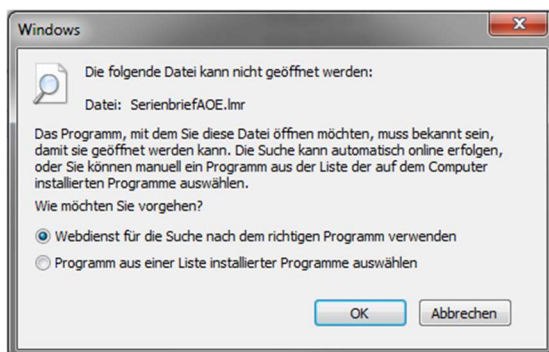 Windows
Die folgende Datei kann nicht geöffnet werden:
Datei: SerienbriefAOE.lmr
Das Programm, mit dem Sie diese Datei öffnen möchten, muss bekannt sein,
damit sie geöffnet werden kann. Die Suche kann automatisch online erfolgen,
oder Sie können manuell ein Programm aus der Liste der auf dem Computer
installierten Programme auswählen.
Wie möchten Sie vorgehen?
Webdienst für die Suche nach dem richtigen Programm verwenden
Programm aus einer Liste installierter Programme auswählen
OK Abbrechen